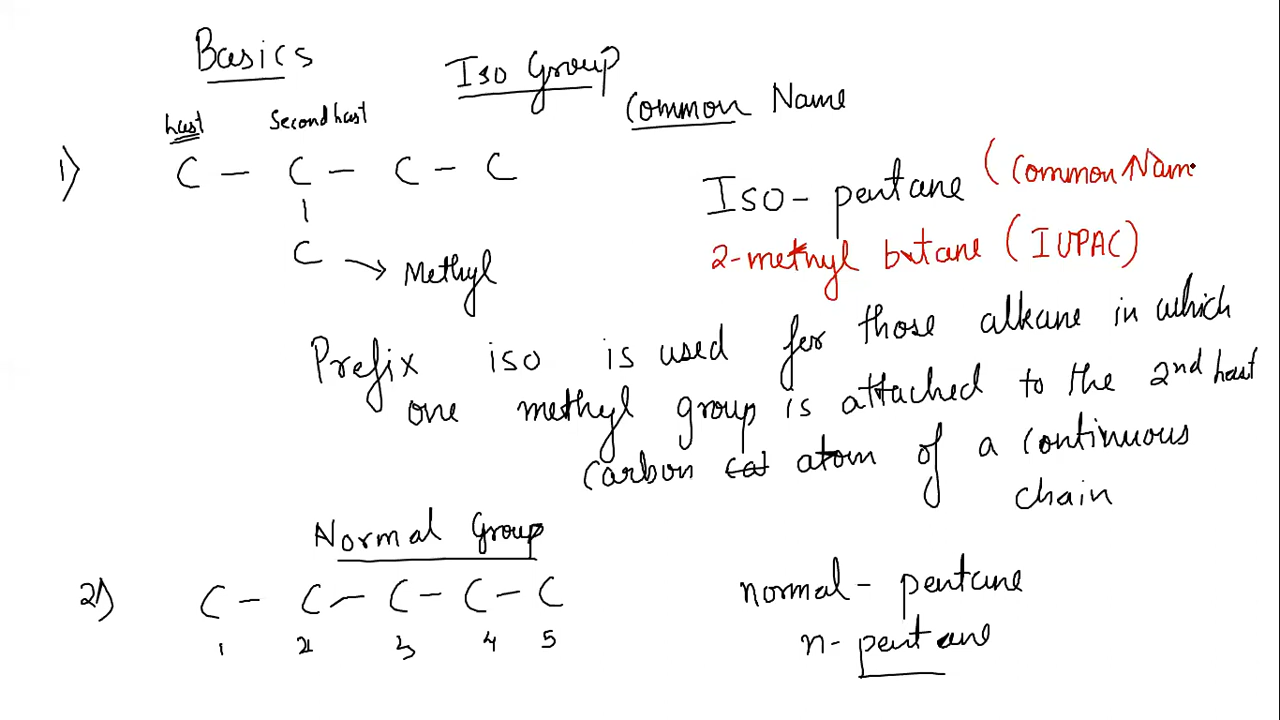 Basics
Iso Group
Common Name
last Second last
1) C - C - C - C
Iso - pentane (Common Name
C → Methyl
2-methyl butane (IUPAC)
Prefix iso is used for those alkane in which
one methyl group is attached to the 2nd last
carbon cat atom of a continuous
chain
Normal Group
2) C - C - C - C - C
1 2 3 4 5
normal - pentane
n - pentane